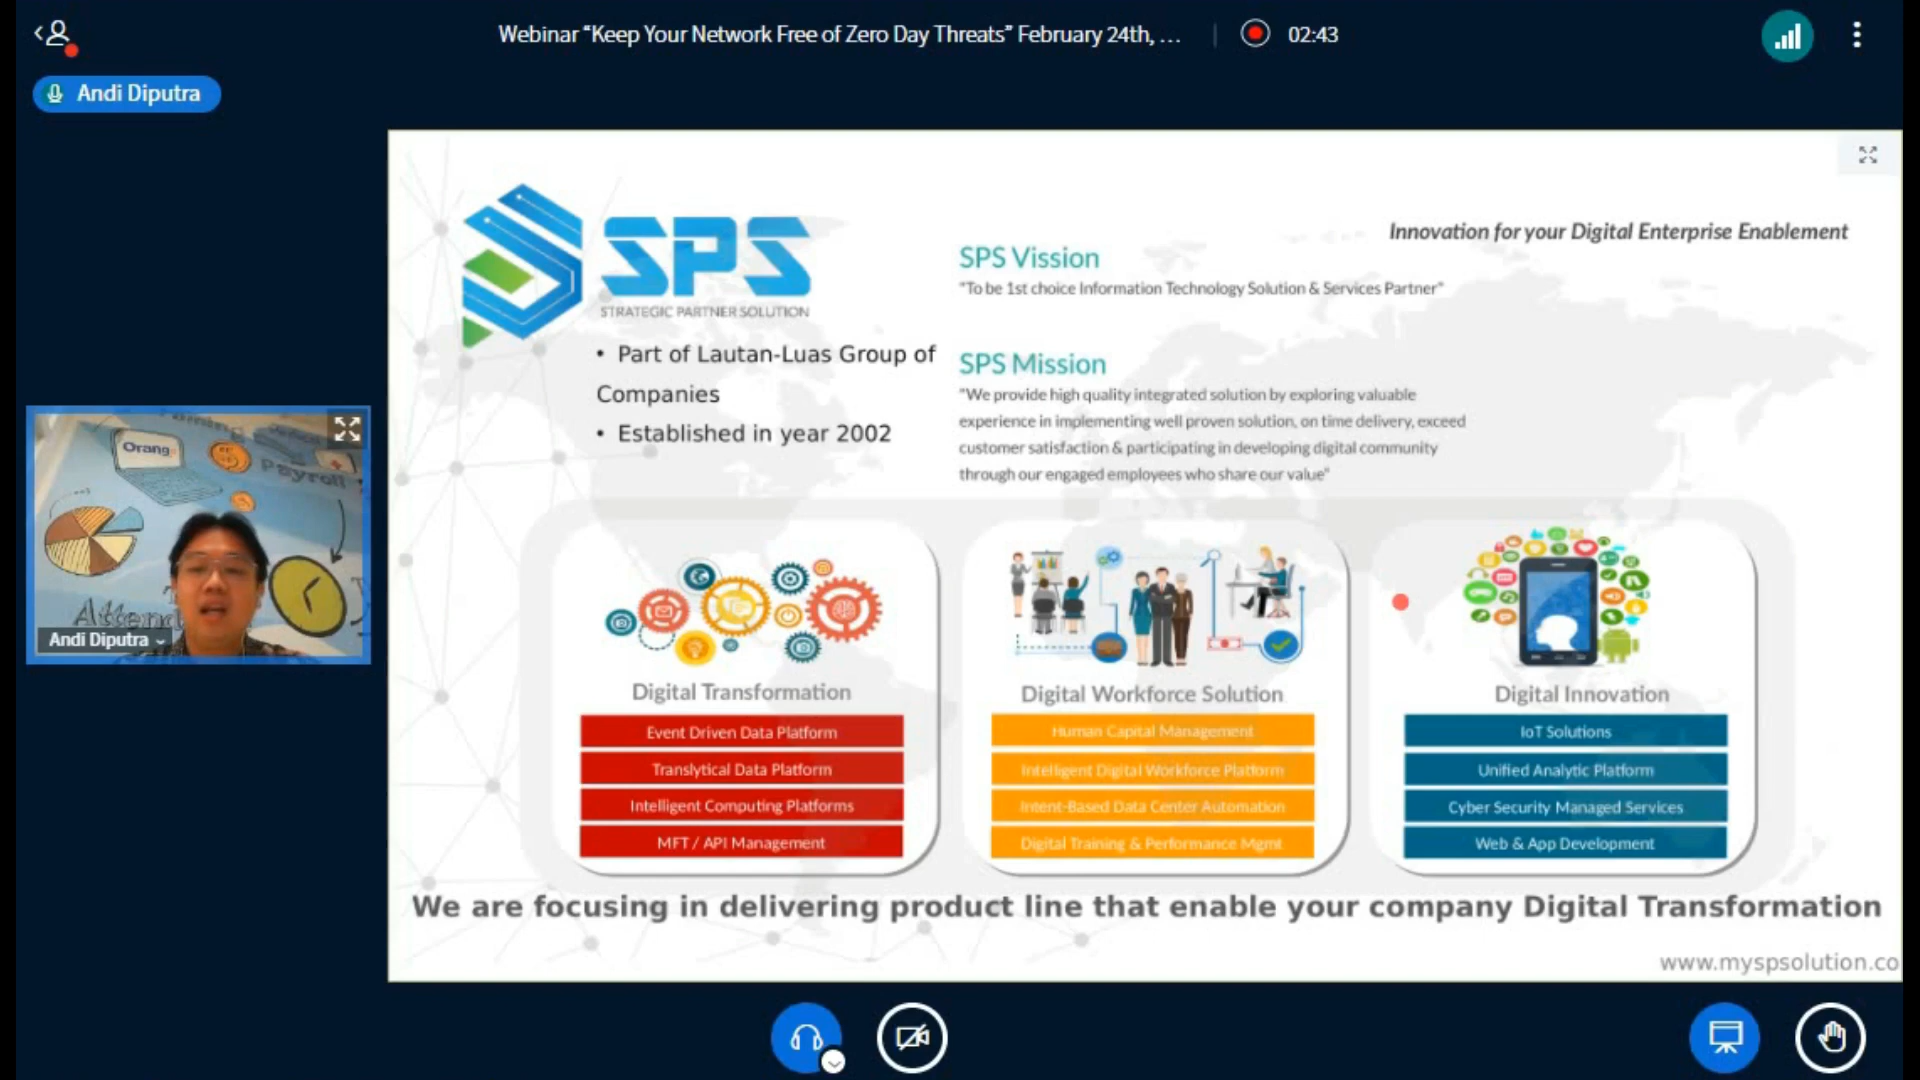 Webinar “Keep Your Network Free of Zero Day Threats” February 24th, ...
02:43
Andi Diputra
SPS
STRATEGIC PARTNER SOLUTION
• Part of Lautan-Luas Group of
Companies
• Established in year 2002
Innovation for your Digital Enterprise Enablement
SPS Vission
"To be 1st choice Information Technology Solution & Services Partner"
SPS Mission
"We provide high quality integrated solution by exploring valuable
experience in implementing well proven solution, on time delivery, exceed
customer satisfaction & participating in developing digital community
through our engaged employees who share our value"
Orang
Payroll
Attend
Andi Diputra
Digital Transformation
Event Driven Data Platform
Translytical Data Platform
Intelligent Computing Platforms
MFT / API Management
Digital Workforce Solution
Human Capital Management
Intelligent Digital Workforce Platform
Intent-Based Data Center Automation
Digital Training & Performance Mgmt
Digital Innovation
IoT Solutions
Unified Analytic Platform
Cyber Security Managed Services
Web & App Development
We are focusing in delivering product line that enable your company Digital Transformation
www.myspsolution.co